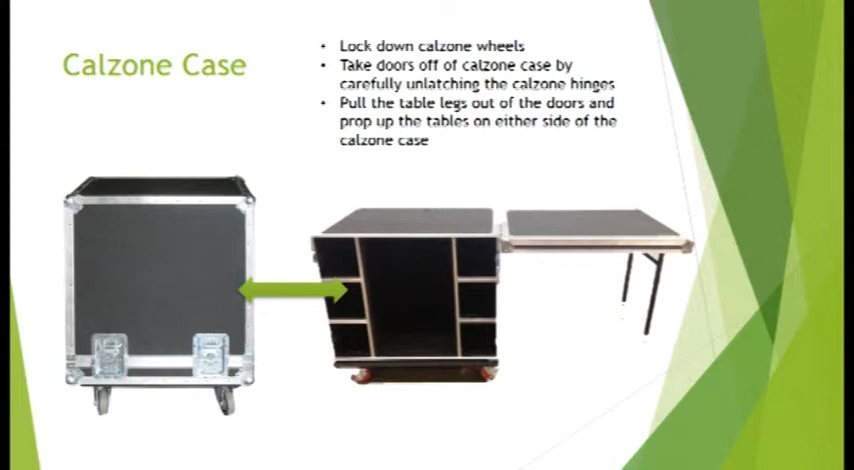 Calzone Case
• Lock down calzone wheels
• Take doors off of calzone case by
carefully unlatching the calzone hinges
• Pull the table legs out of the doors and
prop up the tables on either side of the
calzone case